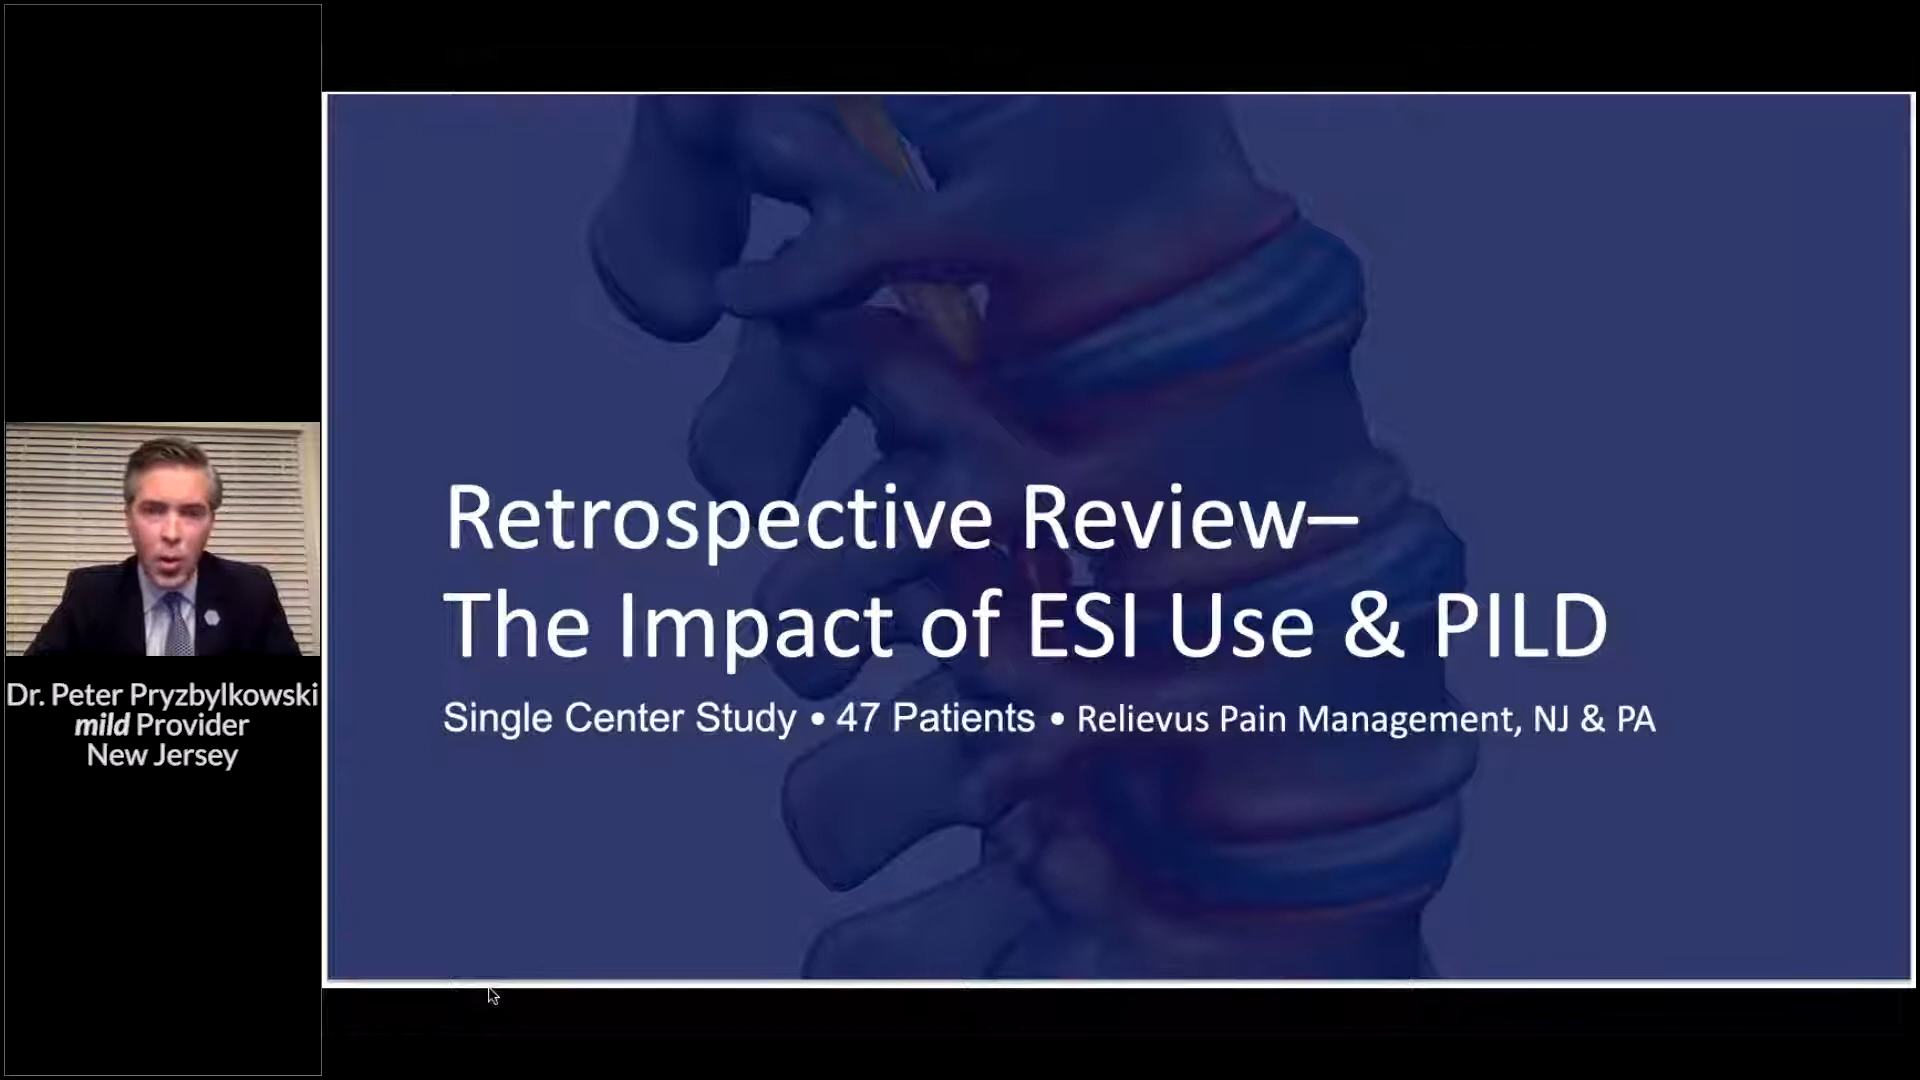 Retrospective Review–
The Impact of ESI Use & PILD
Single Center Study • 47 Patients • Relievus Pain Management, NJ & PA
Dr. Peter Pryzbylkowski
mild Provider
New Jersey